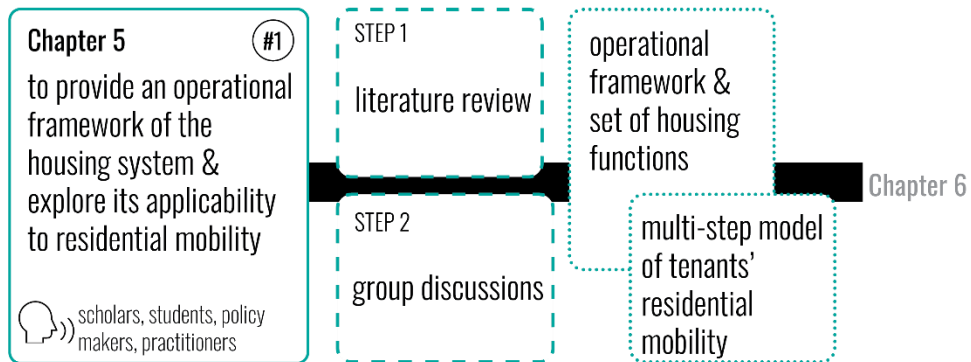 Chapter 5
#1
to provide an operational
framework of the
housing system &
explore its applicability
to residential mobility
scholars, students, policy
makers, practitioners
STEP 1
literature review
STEP 2
group discussions
operational
framework &
set of housing
functions
multi-step model
of tenants'
residential
mobility
Chapter 6